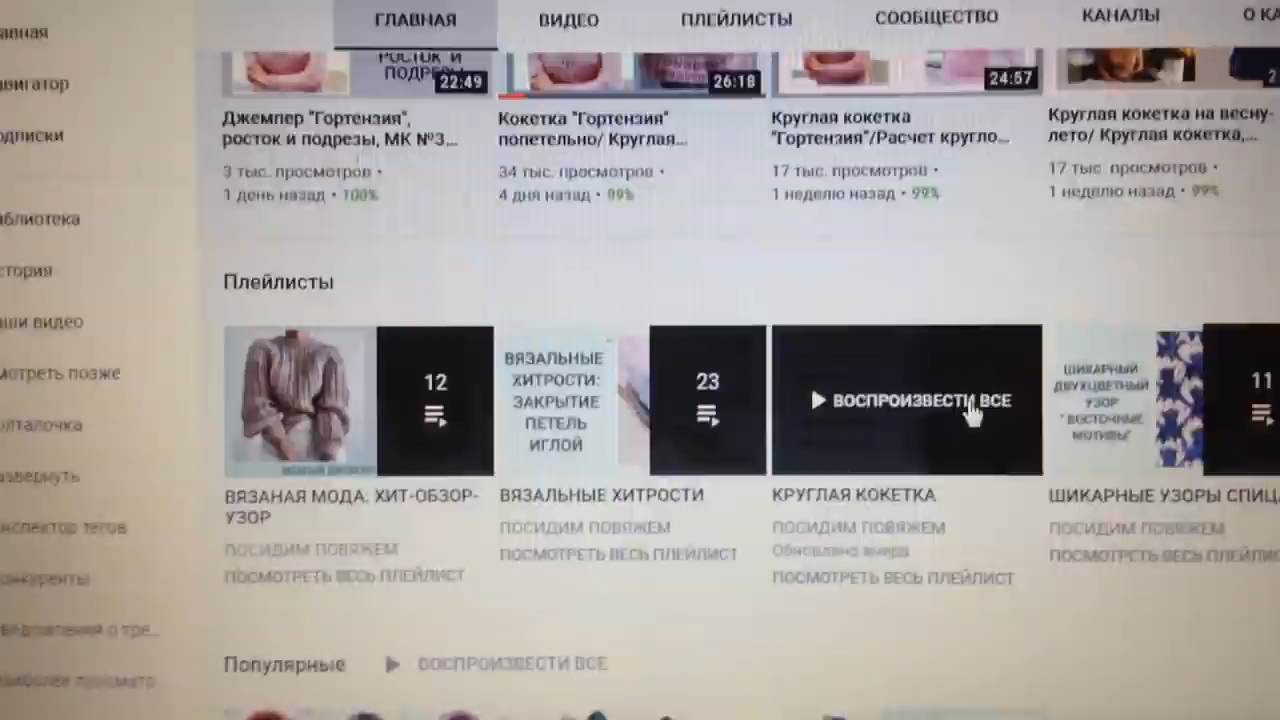 ГЛАВНАЯ ВИДЕО ПЛЕЙЛИСТЫ СООБЩЕСТВО КАНАЛЫ
РОСТОК И
22:49 26:18 24:57
Джемпер "Гортензия",
росток и подрезы, МК №3...
3 тыс. просмотров •
1 день назад • 100%
Кокетка "Гортензия"
попетельно/ Круглая...
34 тыс. просмотров •
4 дня назад • 99%
Круглая кокетка
"Гортензия"/Расчет кругло...
17 тыс. просмотров •
1 неделю назад • 99%
Круглая кокетка на весну-
лето/ Круглая кокетка,...
17 тыс. просмотров •
1 неделю назад • 99%
Плейлисты
12
ВЯЗАНАЯ МОДА: ХИТ-ОБЗОР-
УЗОР
ПОСИДИМ ПОВЯЖЕМ
ПОСМОТРЕТЬ ВЕСЬ ПЛЕЙЛИСТ
ВЯЗАЛЬНЫЕ
ХИТРОСТИ:
ЗАКРЫТИЕ
ПЕТЕЛЬ
ИГЛОЙ
23
ВЯЗАЛЬНЫЕ ХИТРОСТИ
ПОСИДИМ ПОВЯЖЕМ
ПОСМОТРЕТЬ ВЕСЬ ПЛЕЙЛИСТ
ВОСПРОИЗВЕСТИ ВСЕ
КРУГЛАЯ КОКЕТКА
ПОСИДИМ ПОВЯЖЕМ
Обновлено вчера
ПОСМОТРЕТЬ ВЕСЬ ПЛЕЙЛИСТ
ШИКАРНЫЙ
ДВУХЦВЕТНЫЙ
УЗОР
"ВОСТОЧНЫЕ
МОТИВЫ"
11
ШИКАРНЫЕ УЗОРЫ СПИЦА
ПОСИДИМ ПОВЯЖЕМ
ПОСМОТРЕТЬ ВЕСЬ ПЛЕЙЛИС
Популярные ВОСПРОИЗВЕСТИ ВСЕ